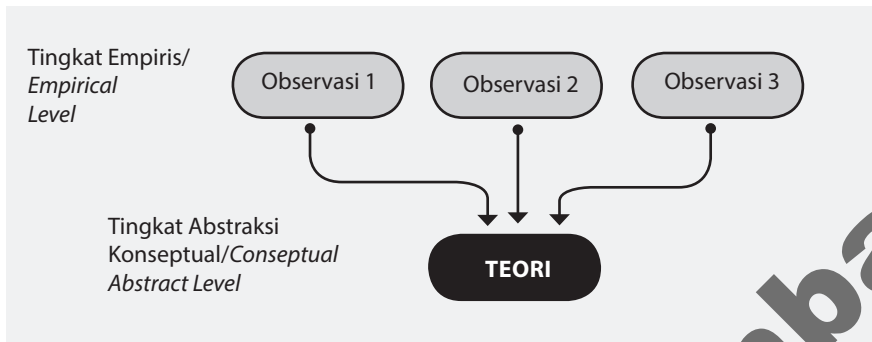 Tingkat Empiris/
Empirical
Level
Observasi 1
Observasi 2
Observasi 3
Tingkat Abstraksi
Konseptual/Conseptual
Abstract Level
TEORI